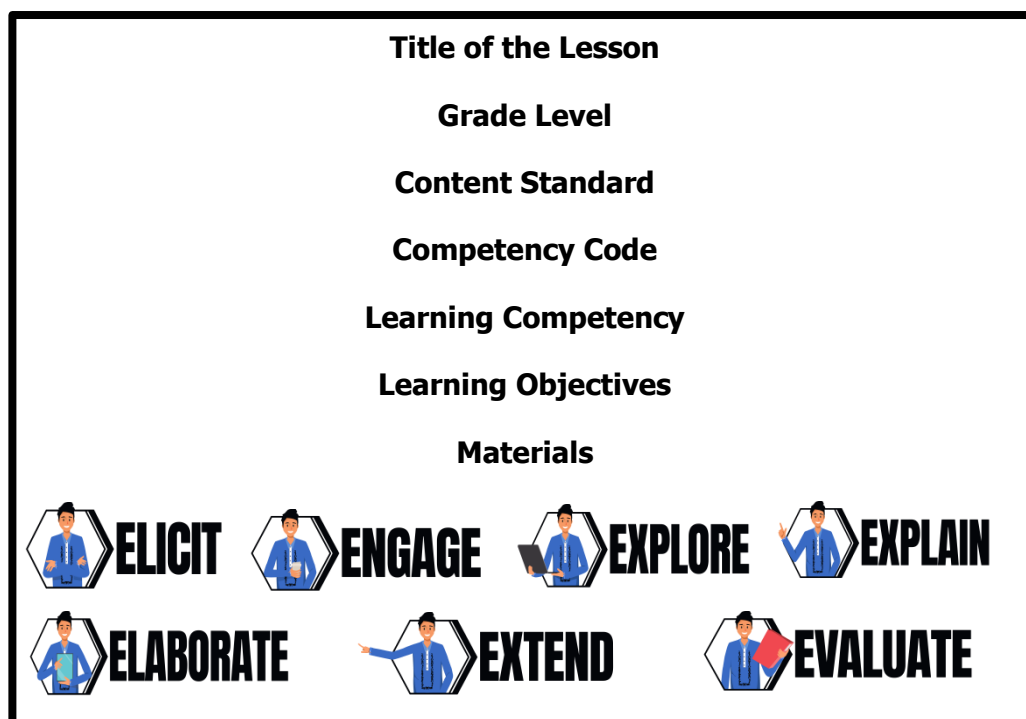 Title of the Lesson
Grade Level
Content Standard
Competency Code
Learning Competency
Learning Objectives
Materials
ELICIT ENGAGE EXPLORE EXPLAIN
ELABORATE EXTEND EVALUATE